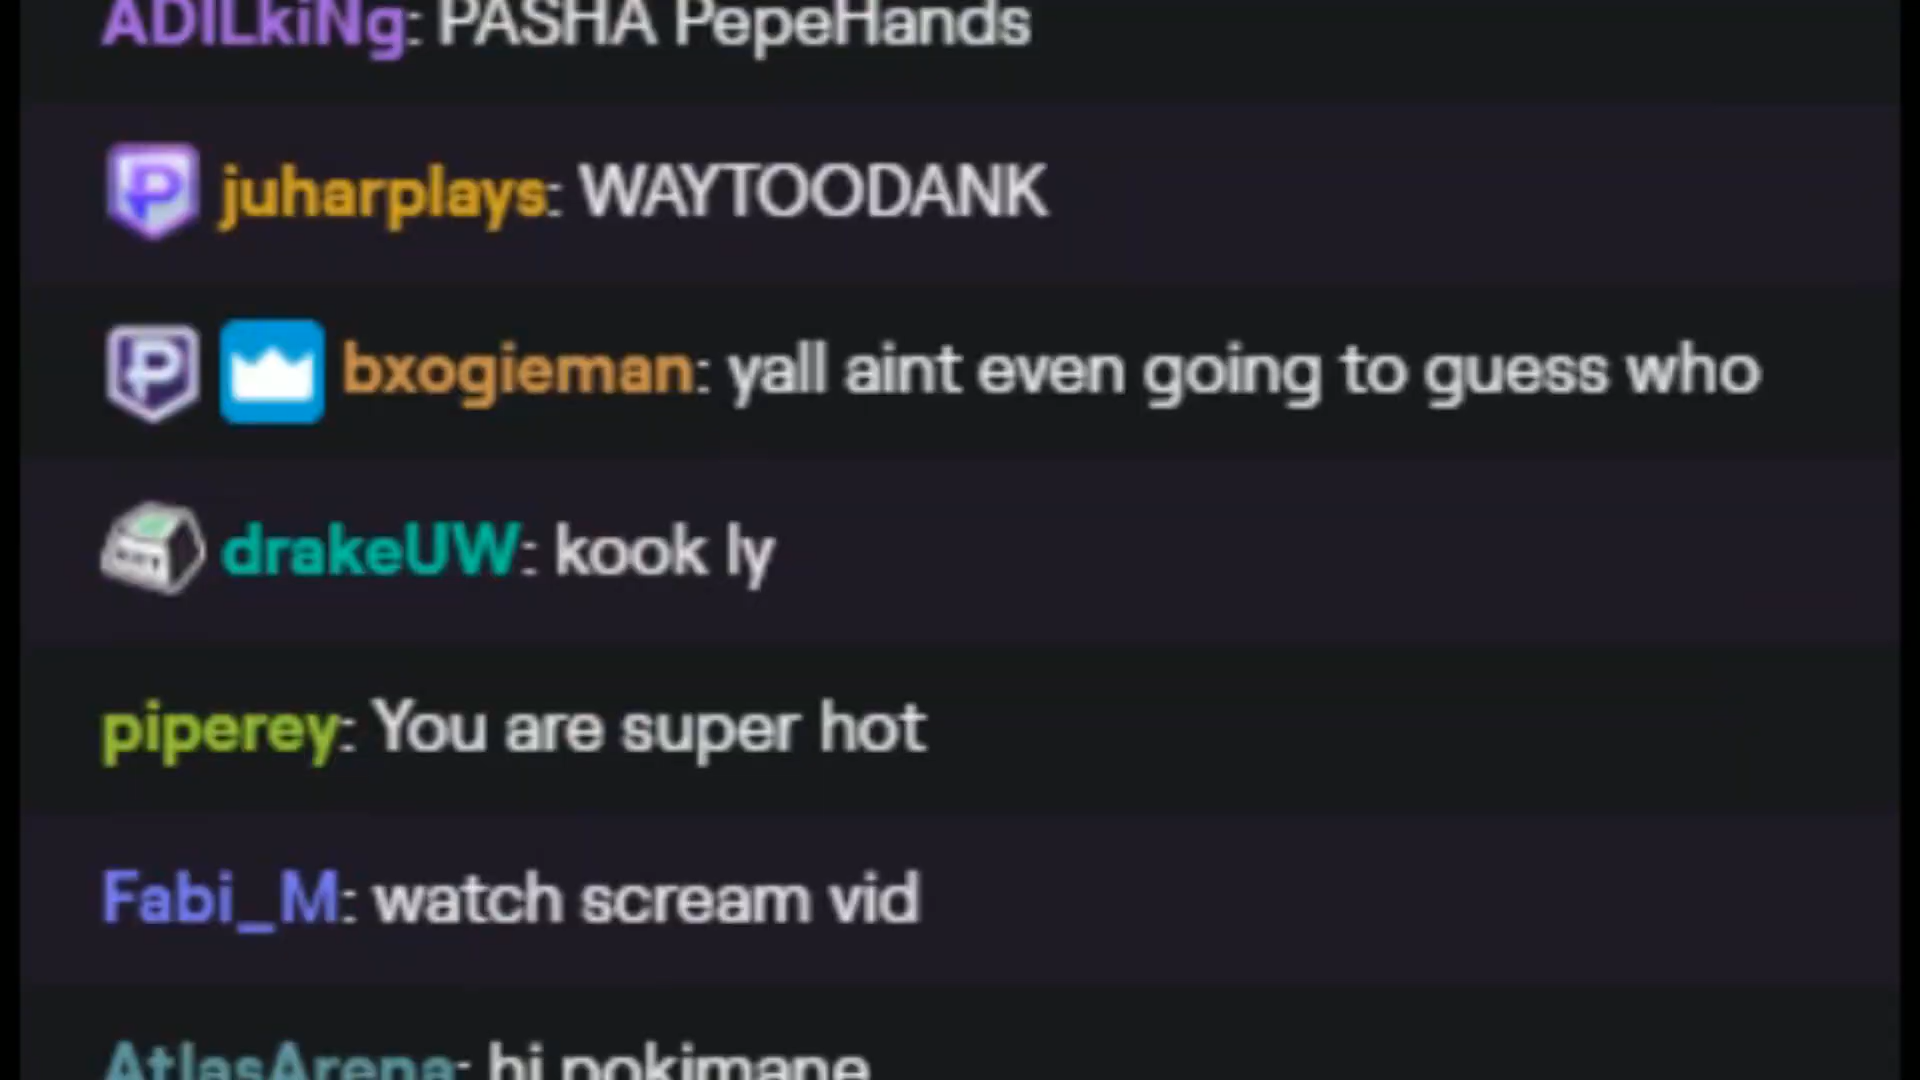 ADILkiNg: PASHA PepeHands
juharplays: WAYTOODANK
bxogieman: yall aint even going to guess who
drakeUW: kook ly
piperey: You are super hot
Fabi_M: watch scream vid
AtlasArena: hi pokimane